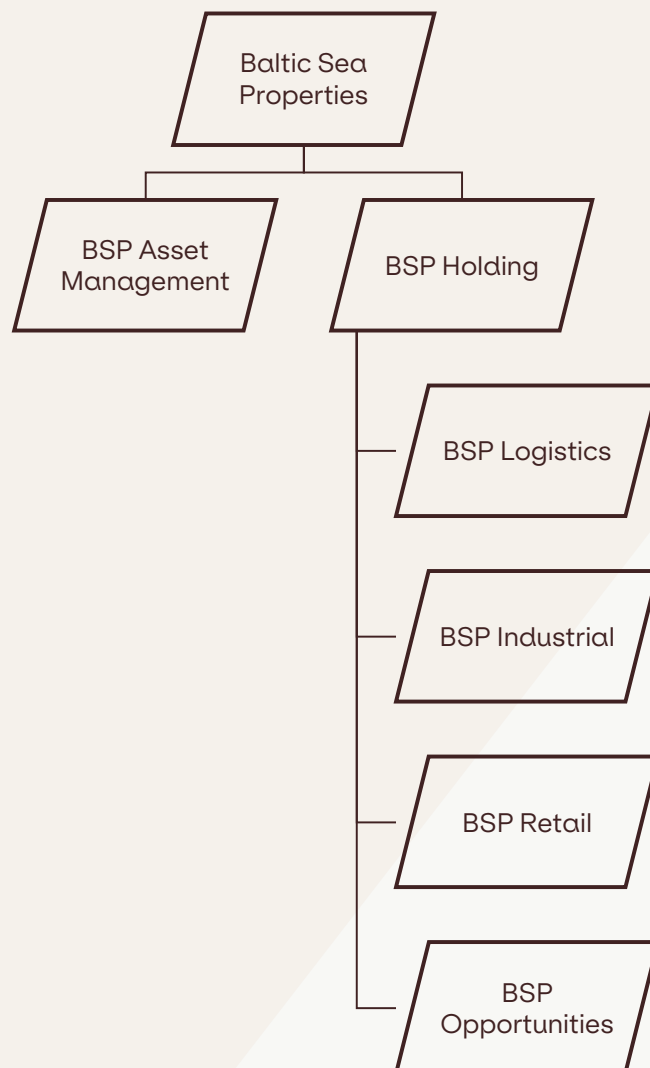 Baltic Sea
Properties
BSP Asset
Management
BSP Holding
BSP Logistics
BSP Industrial
BSP Retail
BSP
Opportunities